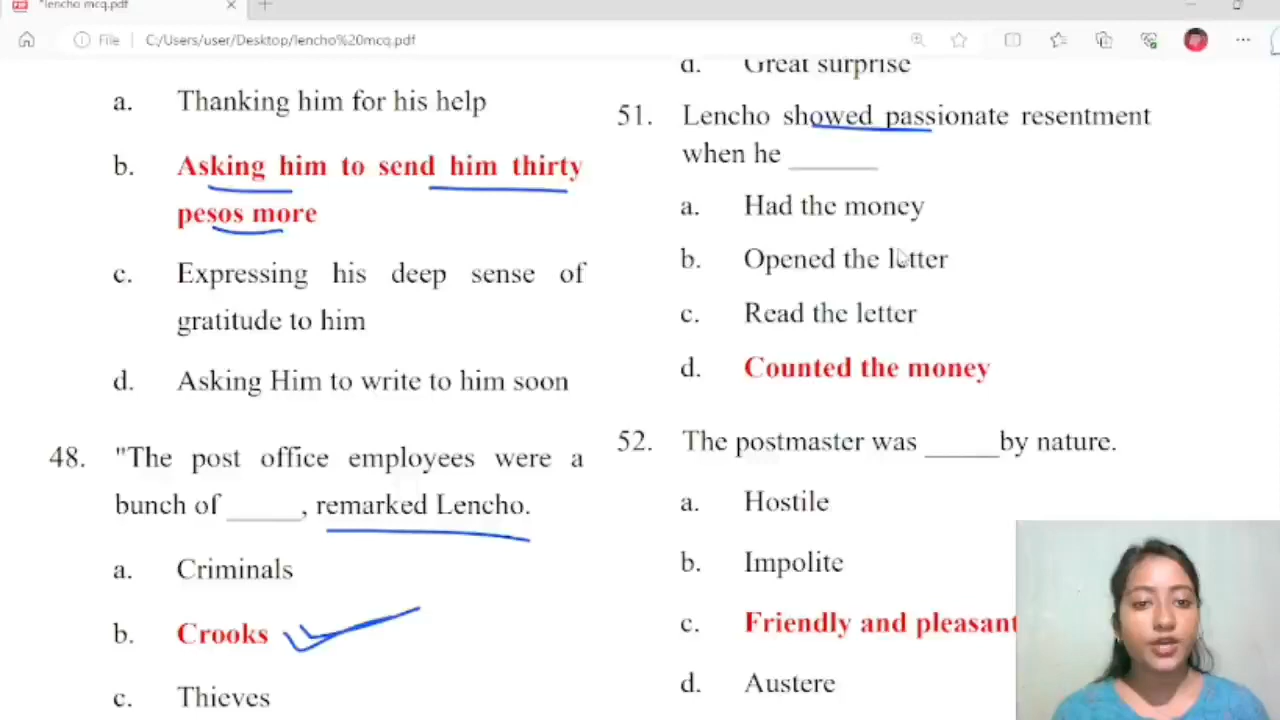 *lencho mcq.pdf
File C:/Users/user/Desktop/lencho%20mcq.pdf
a. Thanking him for his help
b. Asking him to send him thirty
pesos more
c. Expressing his deep sense of
gratitude to him
d. Asking Him to write to him soon
48. "The post office employees were a
bunch of _____, remarked Lencho.
a. Criminals
b. Crooks
c. Thieves
d. Great surprise
51. Lencho showed passionate resentment
when he ______
a. Had the money
b. Opened the letter
c. Read the letter
d. Counted the money
52. The postmaster was _____by nature.
a. Hostile
b. Impolite
c. Friendly and pleasant
d. Austere